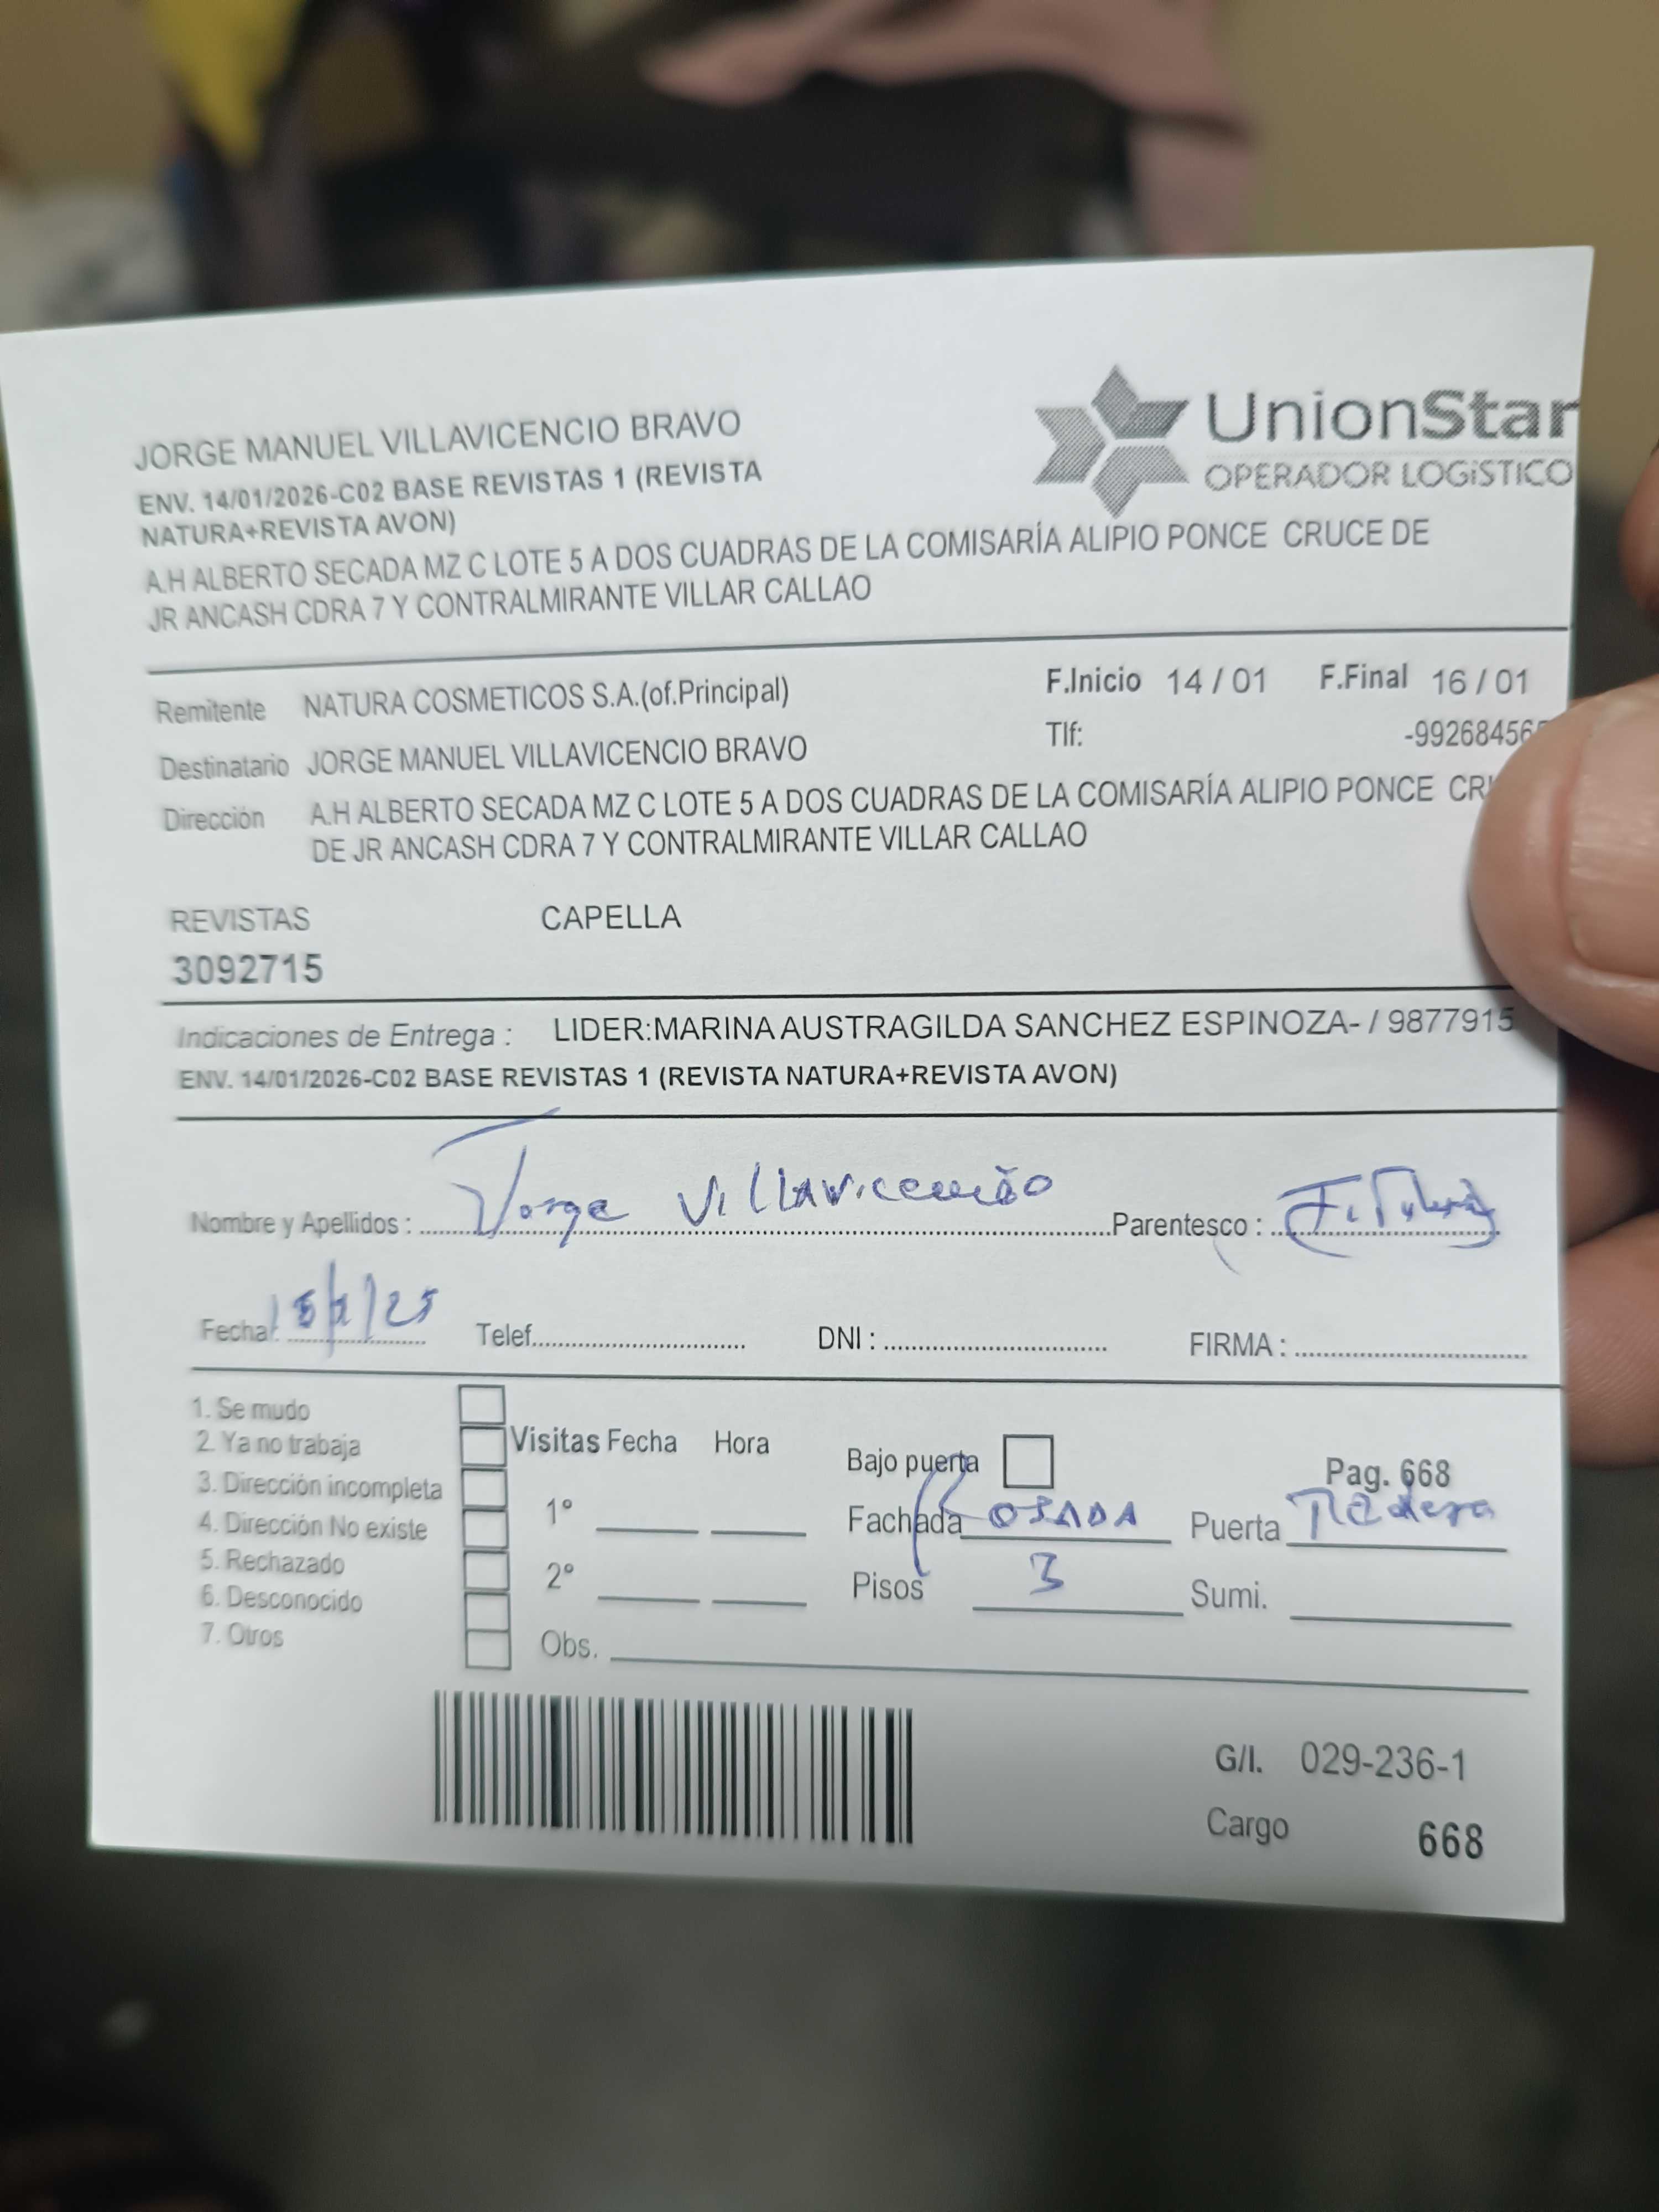 UnionStar
OPERADOR LOGíSTICO
JORGE MANUEL VILLAVICENCIO BRAVO
ENV. 14/01/2026-C02 BASE REVISTAS 1 (REVISTA
NATURA+REVISTA AVON)
A.H ALBERTO SECADA MZ C LOTE 5 A DOS CUADRAS DE LA COMISARÍA ALIPIO PONCE CRUCE DE
JR ANCASH CDRA 7 Y CONTRALMIRANTE VILLAR CALLAO
Remitente NATURA COSMETICOS S.A.(of.Principal) F.Inicio 14 / 01 F.Final 16 / 01
Destinatario JORGE MANUEL VILLAVICENCIO BRAVO Tlf: -99268456
Dirección A.H ALBERTO SECADA MZ C LOTE 5 A DOS CUADRAS DE LA COMISARÍA ALIPIO PONCE
DE JR ANCASH CDRA 7 Y CONTRALMIRANTE VILLAR CALLAO
REVISTAS CAPELLA
3092715
Indicaciones de Entrega : LIDER:MARINA AUSTRAGILDA SANCHEZ ESPINOZA- / 9877915
ENV. 14/01/2026-C02 BASE REVISTAS 1 (REVISTA NATURA+REVISTA AVON)
Nombre y Apellidos : Jorge Villavicencio Parentesco :
Fecha: Telef. DNI : FIRMA :
1. Se mudo
2. Ya no trabaja Visitas Fecha Hora Bajo puerta Pag. 668
3. Dirección incompleta
4. Dirección No existe 1° Fachada ROSADA Puerta
5. Rechazado 2° Pisos 3 Sumi.
6. Desconocido
7. Otros Obs.
G/l. 029-236-1
Cargo 668